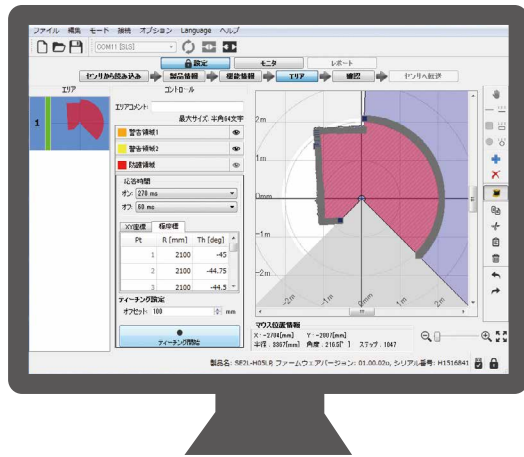 ファイル 編集 モード 接続 オプション Language ヘルプ
COM11 [SLS]
設定 モニタ レポート
センサから読み込み 製品情報 機能情報 エリア 確認 センサへ転送
エリア
コントロール
1
エリアコメント:
最大サイズ: 半角64文字
警告領域1
警告領域2
防護領域
応答時間
オン: 270 ms
オフ: 60 ms
XY座標 極座標
Pt R [mm] Th [deg]
1 2100 -45
2 2100 -44.75
3 2100 -44.5
ティーチング設定
オフセット: 100 mm
ティーチング開始
2m
1m
0mm
-1m
-2m
-2m -1m 0mm 1m 2m
マウス位置情報
X: -2704[mm] Y: -2007[mm]
半径: 3367[mm] 角度: 216.5[°] ステップ: 1047
製品名: SE2L-H05LP, ファームウェアバージョン: 01.00.02o, シリアル番号: H1516841